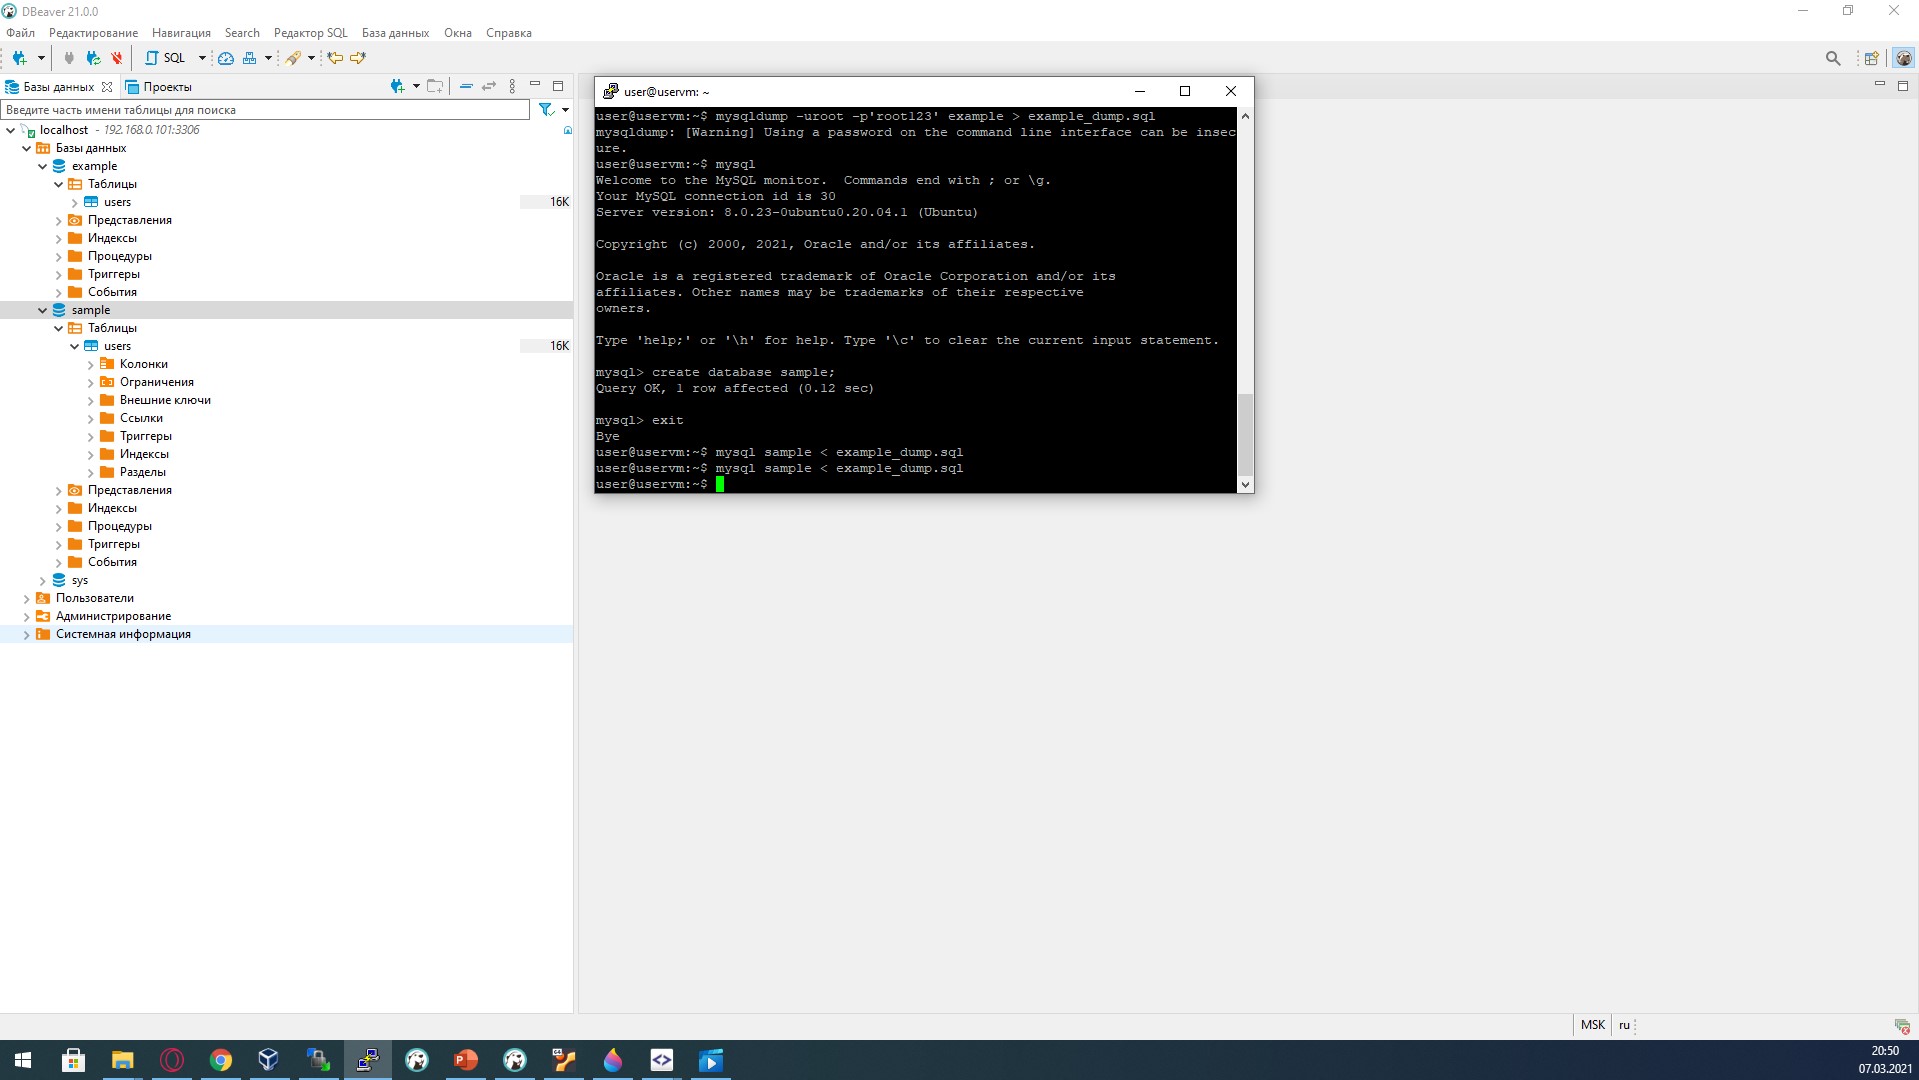 DBeaver 21.0.0
Файл Редактирование Навигация Search Редактор SQL База данных Окна Справка
SQL
Базы данных Проекты
Введите часть имени таблицы для поиска
localhost - 192.168.0.101:3306
Базы данных
example
Таблицы
users 16K
Представления
Индексы
Процедуры
Триггеры
События
sample
Таблицы
users 16K
Колонки
Ограничения
Внешние ключи
Ссылки
Триггеры
Индексы
Разделы
Представления
Индексы
Процедуры
Триггеры
События
sys
Пользователи
Администрирование
Системная информация
user@uservm: ~
user@uservm:~$ mysqldump -uroot -p'root123' example > example_dump.sql
mysqldump: [Warning] Using a password on the command line interface can be insec
ure.
user@uservm:~$ mysql
Welcome to the MySQL monitor.  Commands end with ; or \g.
Your MySQL connection id is 30
Server version: 8.0.23-0ubuntu0.20.04.1 (Ubuntu)
Copyright (c) 2000, 2021, Oracle and/or its affiliates.
Oracle is a registered trademark of Oracle Corporation and/or its
affiliates. Other names may be trademarks of their respective
owners.
Type 'help;' or '\h' for help. Type '\c' to clear the current input statement.
mysql> create database sample;
Query OK, 1 row affected (0.12 sec)
mysql> exit
Bye
user@uservm:~$ mysql sample < example_dump.sql
user@uservm:~$ mysql sample < example_dump.sql
user@uservm:~$
MSK ru
20:50
07.03.2021